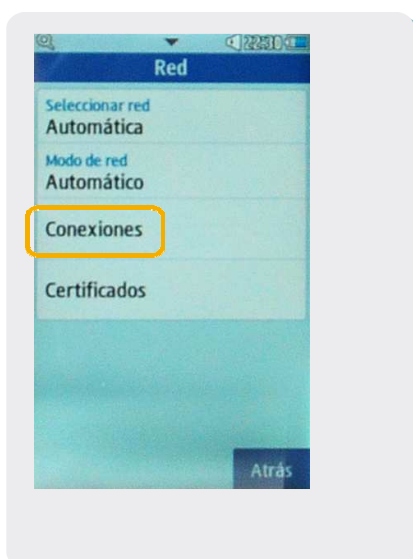 22:30
Red
Seleccionar red
Automática
Modo de red
Automático
Conexiones
Certificados
Atrás